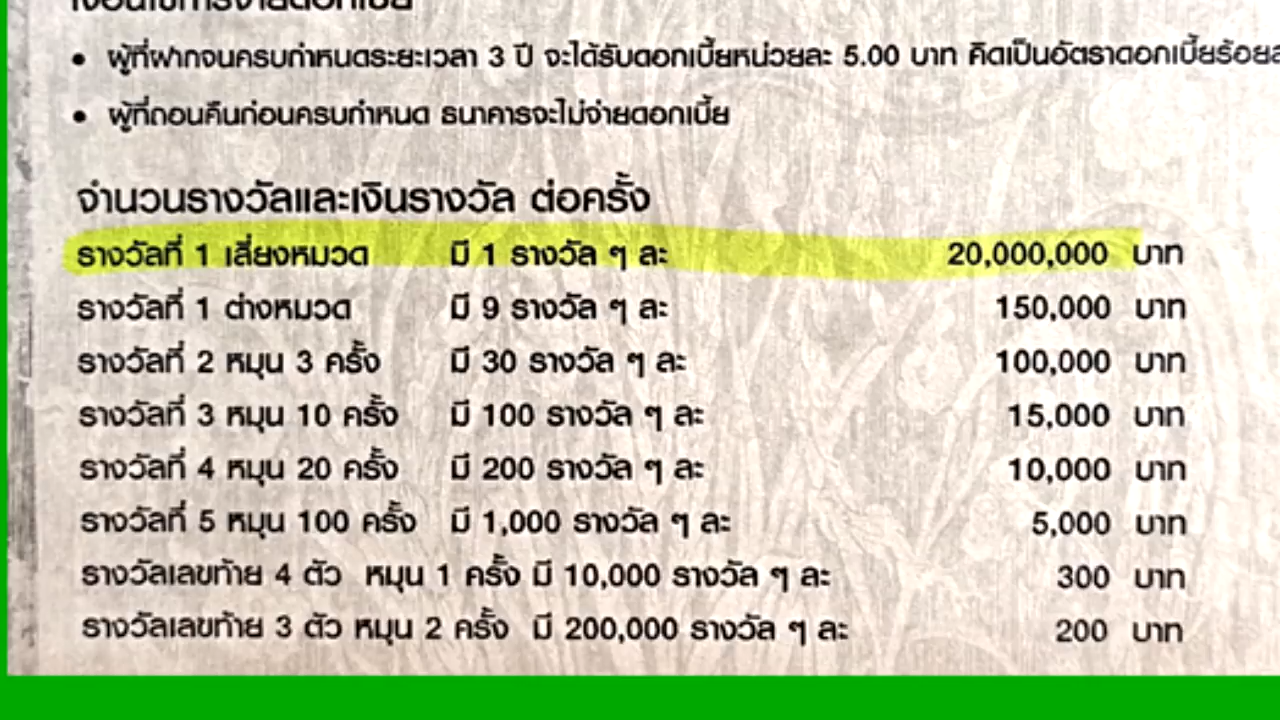 เงื่อนไขการจ่ายดอกเบี้ย
• ผู้ที่ฝากจนครบกำหนดระยะเวลา 3 ปี จะได้รับดอกเบี้ยหน่วยละ 5.00 บาท คิดเป็นอัตราดอกเบี้ยร้อยละ
• ผู้ที่ถอนคืนก่อนครบกำหนด ธนาคารจะไม่จ่ายดอกเบี้ย
จำนวนรางวัลและเงินรางวัล ต่อครั้ง
รางวัลที่ 1 เสี่ยงหมวด มี 1 รางวัล ๆ ละ 20,000,000 บาท
รางวัลที่ 1 ต่างหมวด มี 9 รางวัล ๆ ละ 150,000 บาท
รางวัลที่ 2 หมุน 3 ครั้ง มี 30 รางวัล ๆ ละ 100,000 บาท
รางวัลที่ 3 หมุน 10 ครั้ง มี 100 รางวัล ๆ ละ 15,000 บาท
รางวัลที่ 4 หมุน 20 ครั้ง มี 200 รางวัล ๆ ละ 10,000 บาท
รางวัลที่ 5 หมุน 100 ครั้ง มี 1,000 รางวัล ๆ ละ 5,000 บาท
รางวัลเลขท้าย 4 ตัว หมุน 1 ครั้ง มี 10,000 รางวัล ๆ ละ 300 บาท
รางวัลเลขท้าย 3 ตัว หมุน 2 ครั้ง มี 200,000 รางวัล ๆ ละ 200 บาท